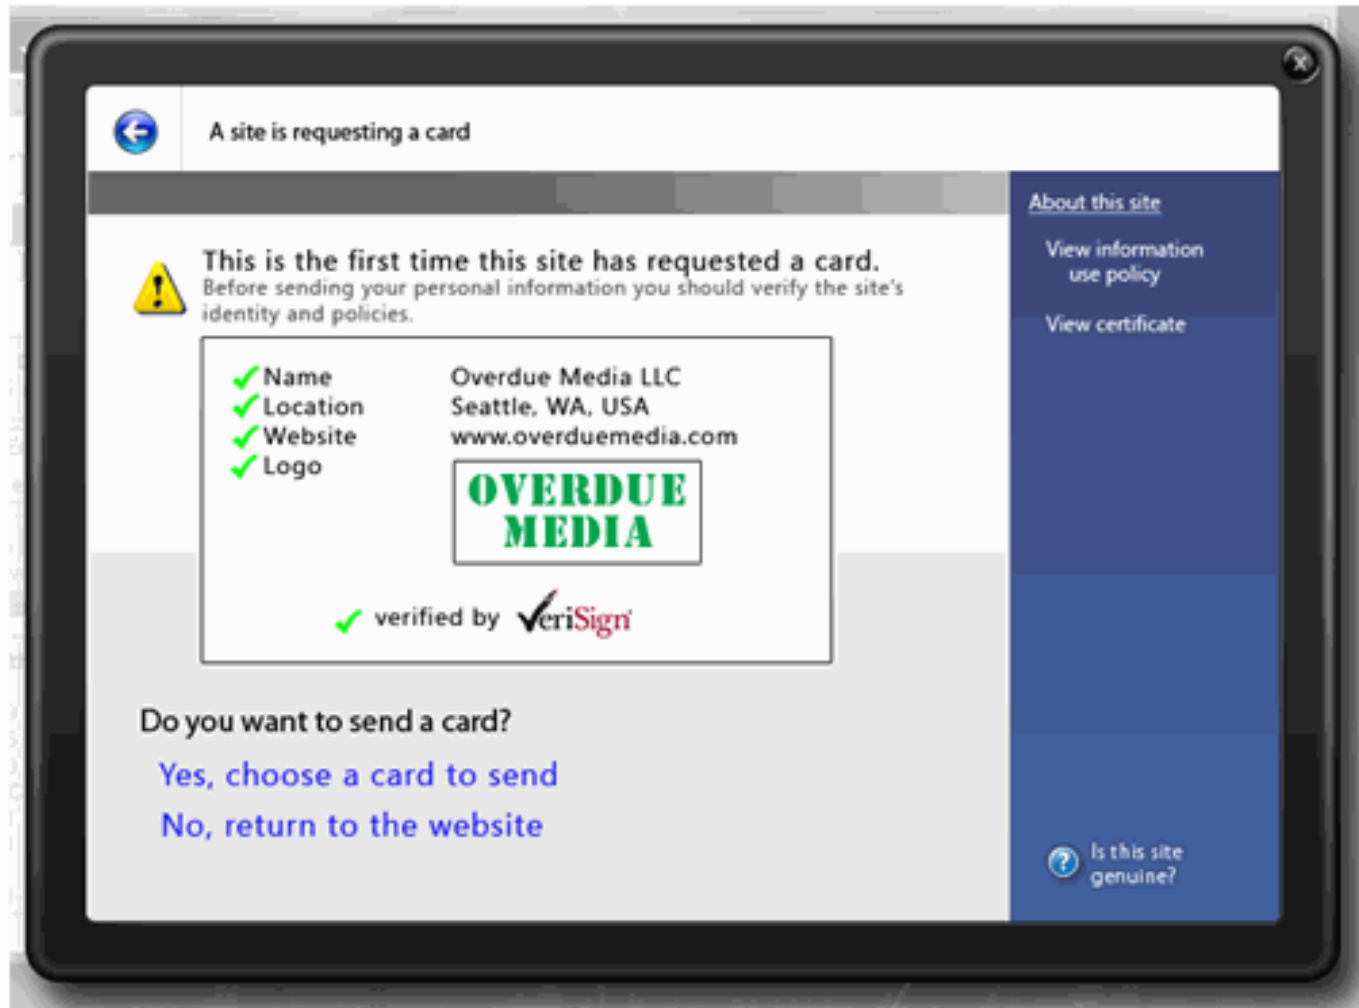 A site is requesting a card
This is the first time this site has requested a card.
Before sending your personal information you should verify the site's
identity and policies.
Name Overdue Media LLC
Location Seattle, WA, USA
Website www.overduemedia.com
Logo
OVERDUE
MEDIA
verified by VeriSign
Do you want to send a card?
Yes, choose a card to send
No, return to the website
About this site
View information
use policy
View certificate
Is this site
genuine?